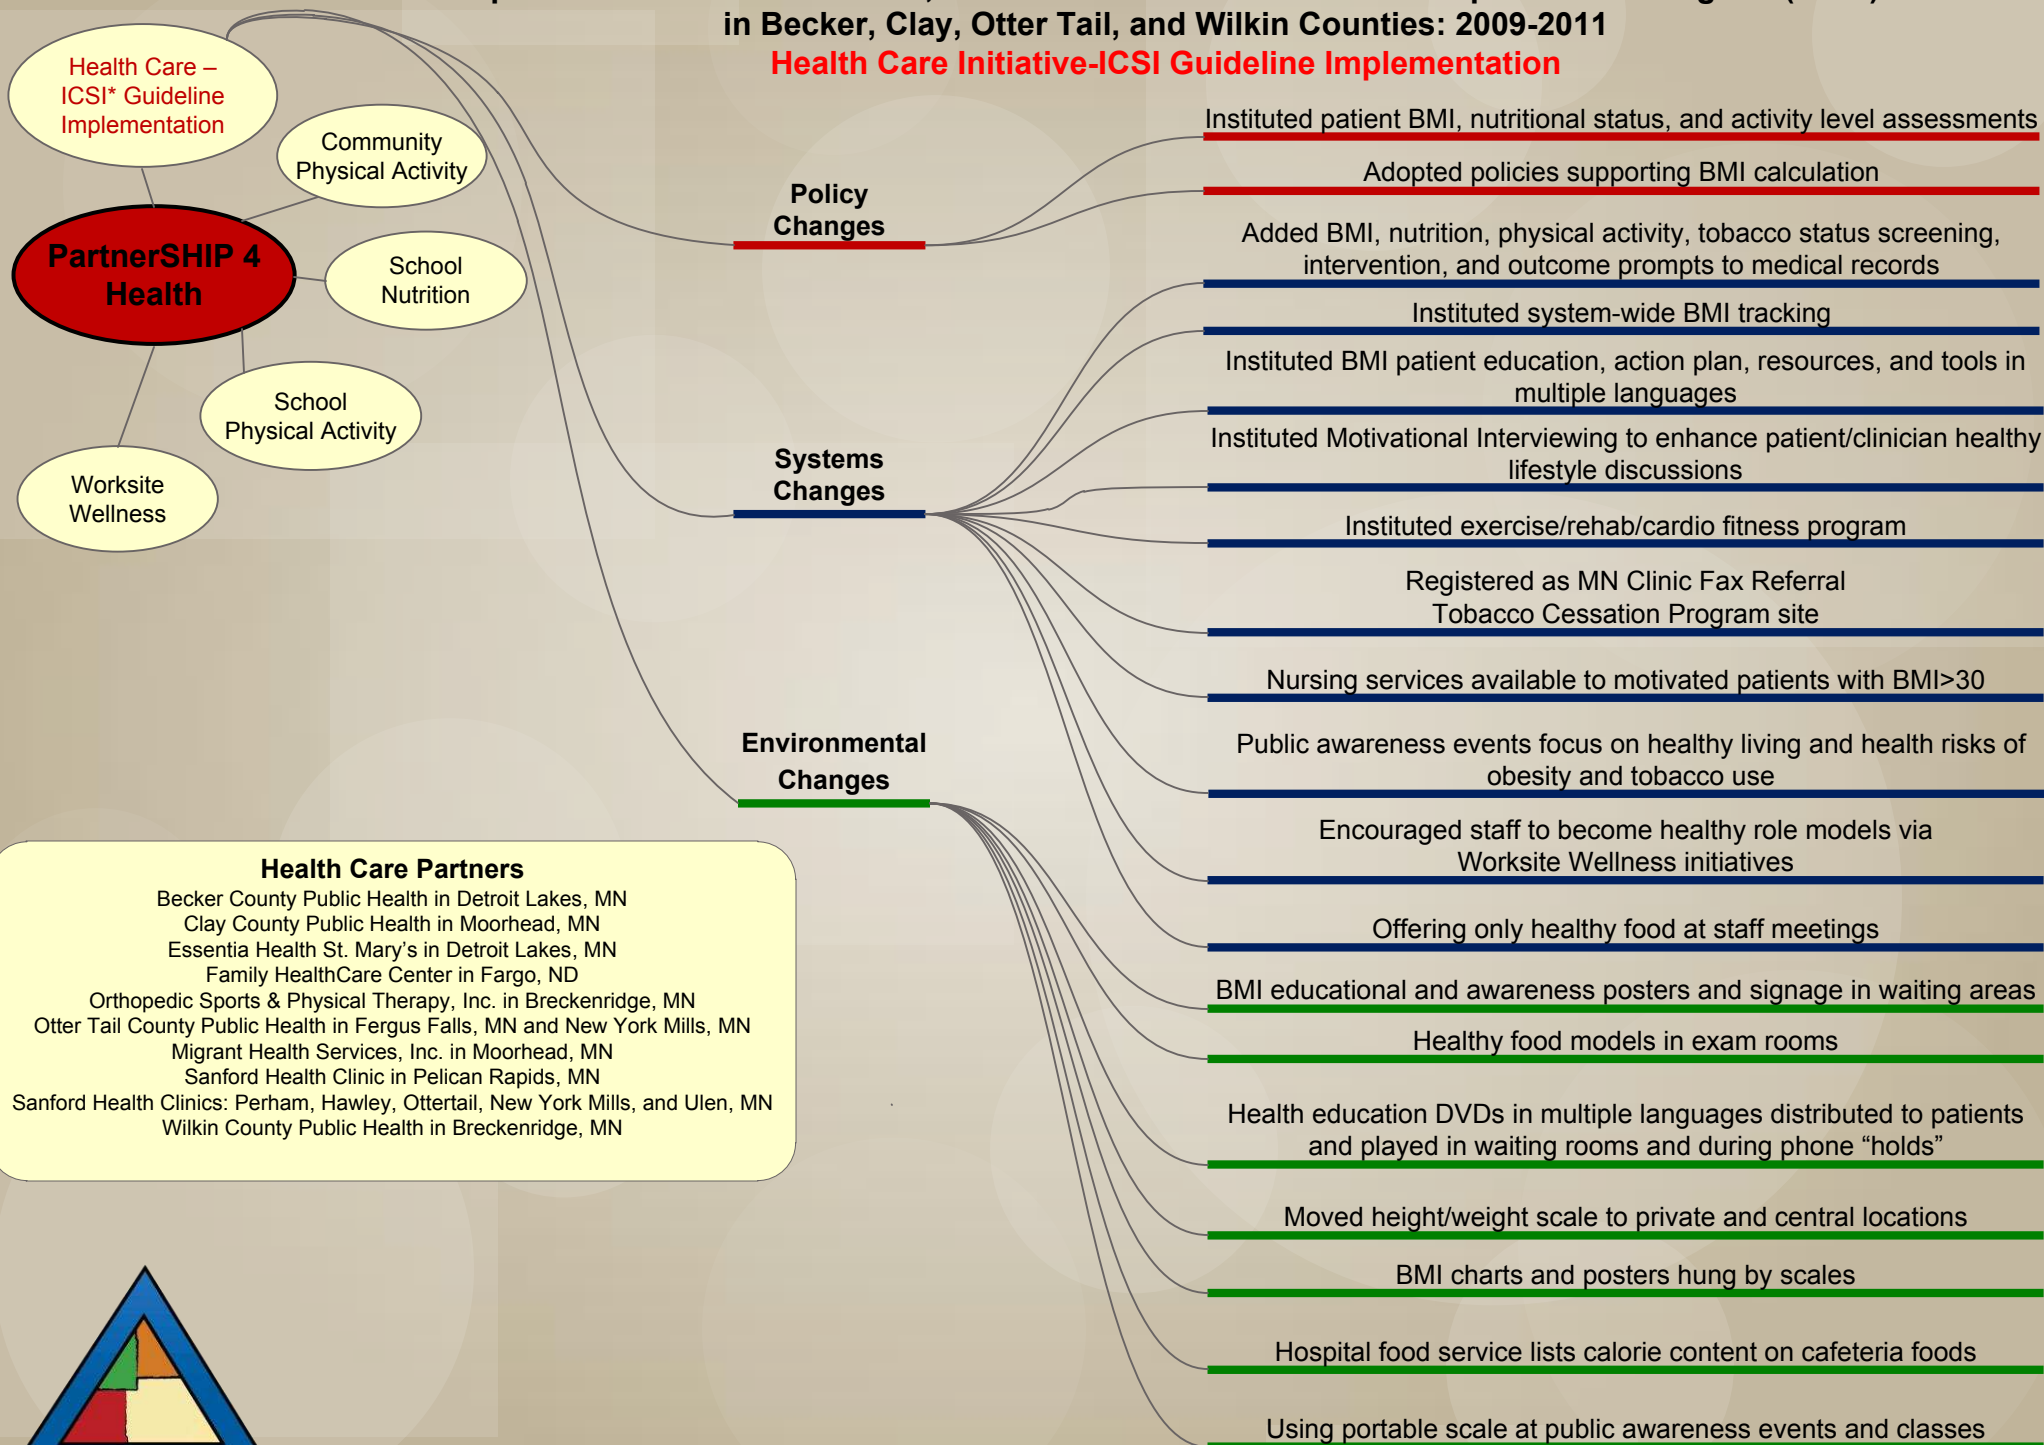 in Becker, Clay, Otter Tail, and Wilkin Counties: 2009-2011
Health Care Initiative-ICSI Guideline Implementation
Health Care –
ICSI* Guideline
Implementation
Community
Physical Activity
PartnerSHIP 4
Health
School
Nutrition
School
Physical Activity
Worksite
Wellness
Policy
Changes
Instituted patient BMI, nutritional status, and activity level assessments
Adopted policies supporting BMI calculation
Systems
Changes
Added BMI, nutrition, physical activity, tobacco status screening,
intervention, and outcome prompts to medical records
Instituted system-wide BMI tracking
Instituted BMI patient education, action plan, resources, and tools in
multiple languages
Instituted Motivational Interviewing to enhance patient/clinician healthy
lifestyle discussions
Instituted exercise/rehab/cardio fitness program
Registered as MN Clinic Fax Referral
Tobacco Cessation Program site
Nursing services available to motivated patients with BMI>30
Public awareness events focus on healthy living and health risks of
obesity and tobacco use
Encouraged staff to become healthy role models via
Worksite Wellness initiatives
Offering only healthy food at staff meetings
Environmental
Changes
BMI educational and awareness posters and signage in waiting areas
Healthy food models in exam rooms
Health education DVDs in multiple languages distributed to patients
and played in waiting rooms and during phone “holds”
Moved height/weight scale to private and central locations
BMI charts and posters hung by scales
Hospital food service lists calorie content on cafeteria foods
Using portable scale at public awareness events and classes
Health Care Partners
Becker County Public Health in Detroit Lakes, MN
Clay County Public Health in Moorhead, MN
Essentia Health St. Mary’s in Detroit Lakes, MN
Family HealthCare Center in Fargo, ND
Orthopedic Sports & Physical Therapy, Inc. in Breckenridge, MN
Otter Tail County Public Health in Fergus Falls, MN and New York Mills, MN
Migrant Health Services, Inc. in Moorhead, MN
Sanford Health Clinic in Pelican Rapids, MN
Sanford Health Clinics: Perham, Hawley, Ottertail, New York Mills, and Ulen, MN
Wilkin County Public Health in Breckenridge, MN